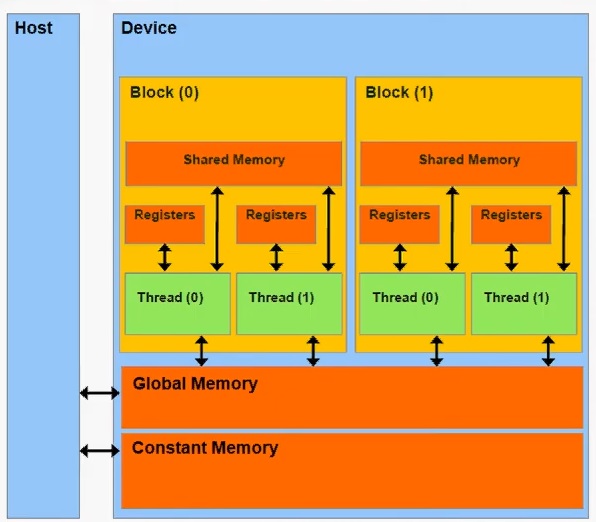 Host
Device
Block (0)
Block (1)
Shared Memory
Shared Memory
Registers
Registers
Registers
Registers
Thread (0)
Thread (1)
Thread (0)
Thread (1)
Global Memory
Constant Memory